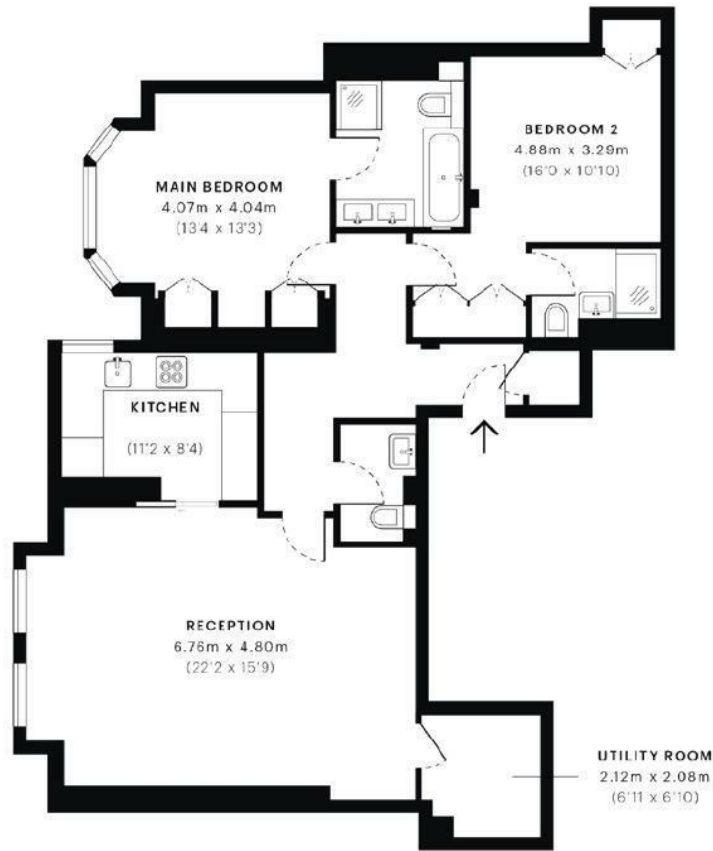 BEDROOM 2
4.88m x 3.29m
(16'0 x 10'10)
MAIN BEDROOM
4.07m x 4.04m
(13'4 x 13'3)
KITCHEN
(11'2 x 8'4)
RECEPTION
6.76m x 4.80m
(22'2 x 15'9)
UTILITY ROOM
2.12m x 2.08m
(6'11 x 6'10)